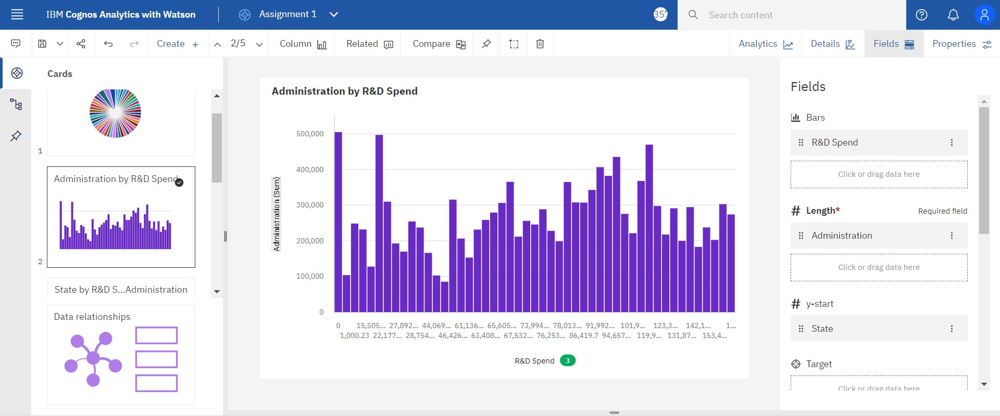 IBM Cognos Analytics with Watson
Assignment 1
357
Search content
Create +
2/5
Column
Related
Compare
Analytics
Details
Fields
Properties
Cards
1
Administration by R&D Spend
2
State by R&D S...Administration
Data relationships
Administration by R&D Spend
Administration (Sum)
500,000
400,000
300,000
200,000
100,000
0
0 15,505... 27,892... 44,069... 61,136... 65,605... 73,994... 78,013... 91,992... 101,9... 123,3... 142,1... 1...
1,000.23 22,177... 28,754... 46,426... 63,408... 67,532... 76,253... 86,419.7 94,657... 119,9... 131,87... 153,4...
R&D Spend 3
Fields
Bars
R&D Spend
Click or drag data here
# Length* Required field
Administration
Click or drag data here
# y-start
State
Target
Click or drag data here